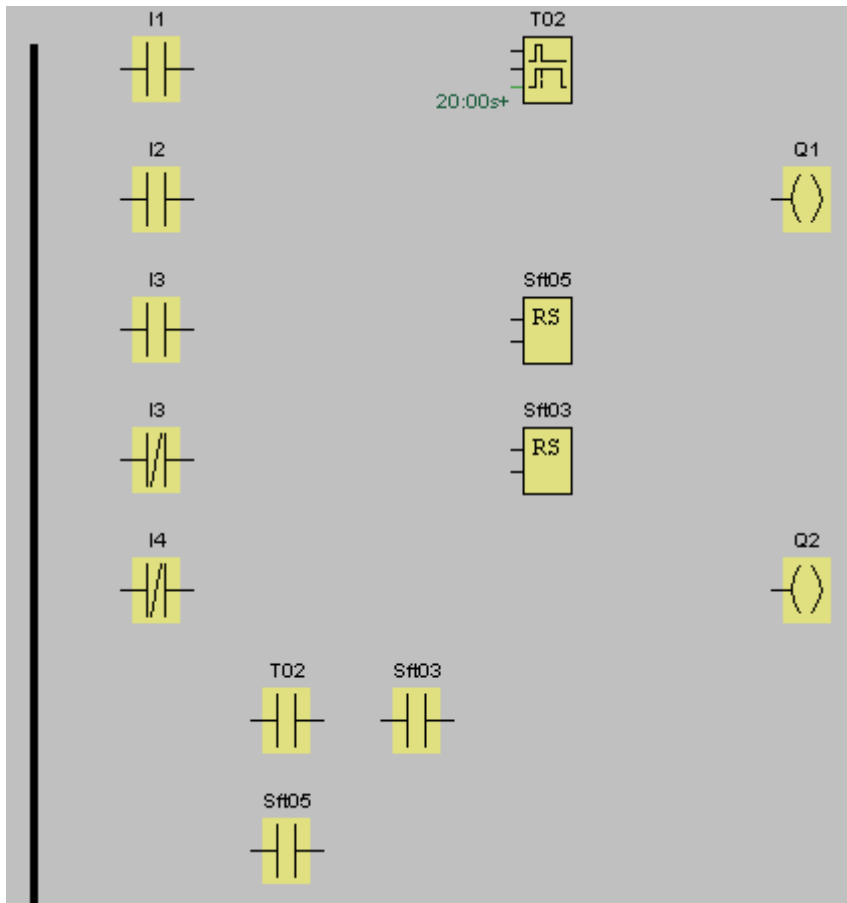 I1 T02
20:00s+
I2 Q1
I3 Sft05
RS
I3 Sft03
RS
I4 Q2
T02 Sft03
Sft05